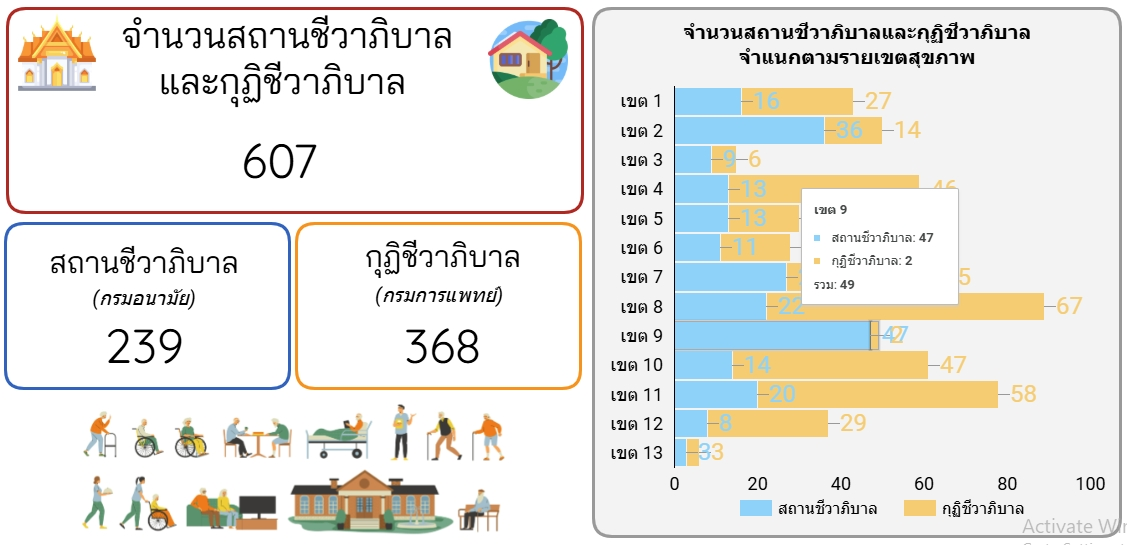 จำนวนสถานชีวาภิบาล
และกุฏิชีวาภิบาล
607
สถานชีวาภิบาล
(กรมอนามัย)
239
กุฏิชีวาภิบาล
(กรมการแพทย์)
368
จำนวนสถานชีวาภิบาลและกุฏิชีวาภิบาล
จำแนกตามรายเขตสุขภาพ
เขต 1 16 27
เขต 2 36 14
เขต 3 9 6
เขต 4 13 46
เขต 5 13
เขต 6 11
เขต 7 5
เขต 8 22 67
เขต 9 47 2
เขต 10 14 47
เขต 11 20 58
เขต 12 8 29
เขต 13 3 3
เขต 9
สถานชีวาภิบาล: 47
กุฏิชีวาภิบาล: 2
รวม: 49
0 20 40 60 80 100
สถานชีวาภิบาล กุฏิชีวาภิบาล
Activate Wi